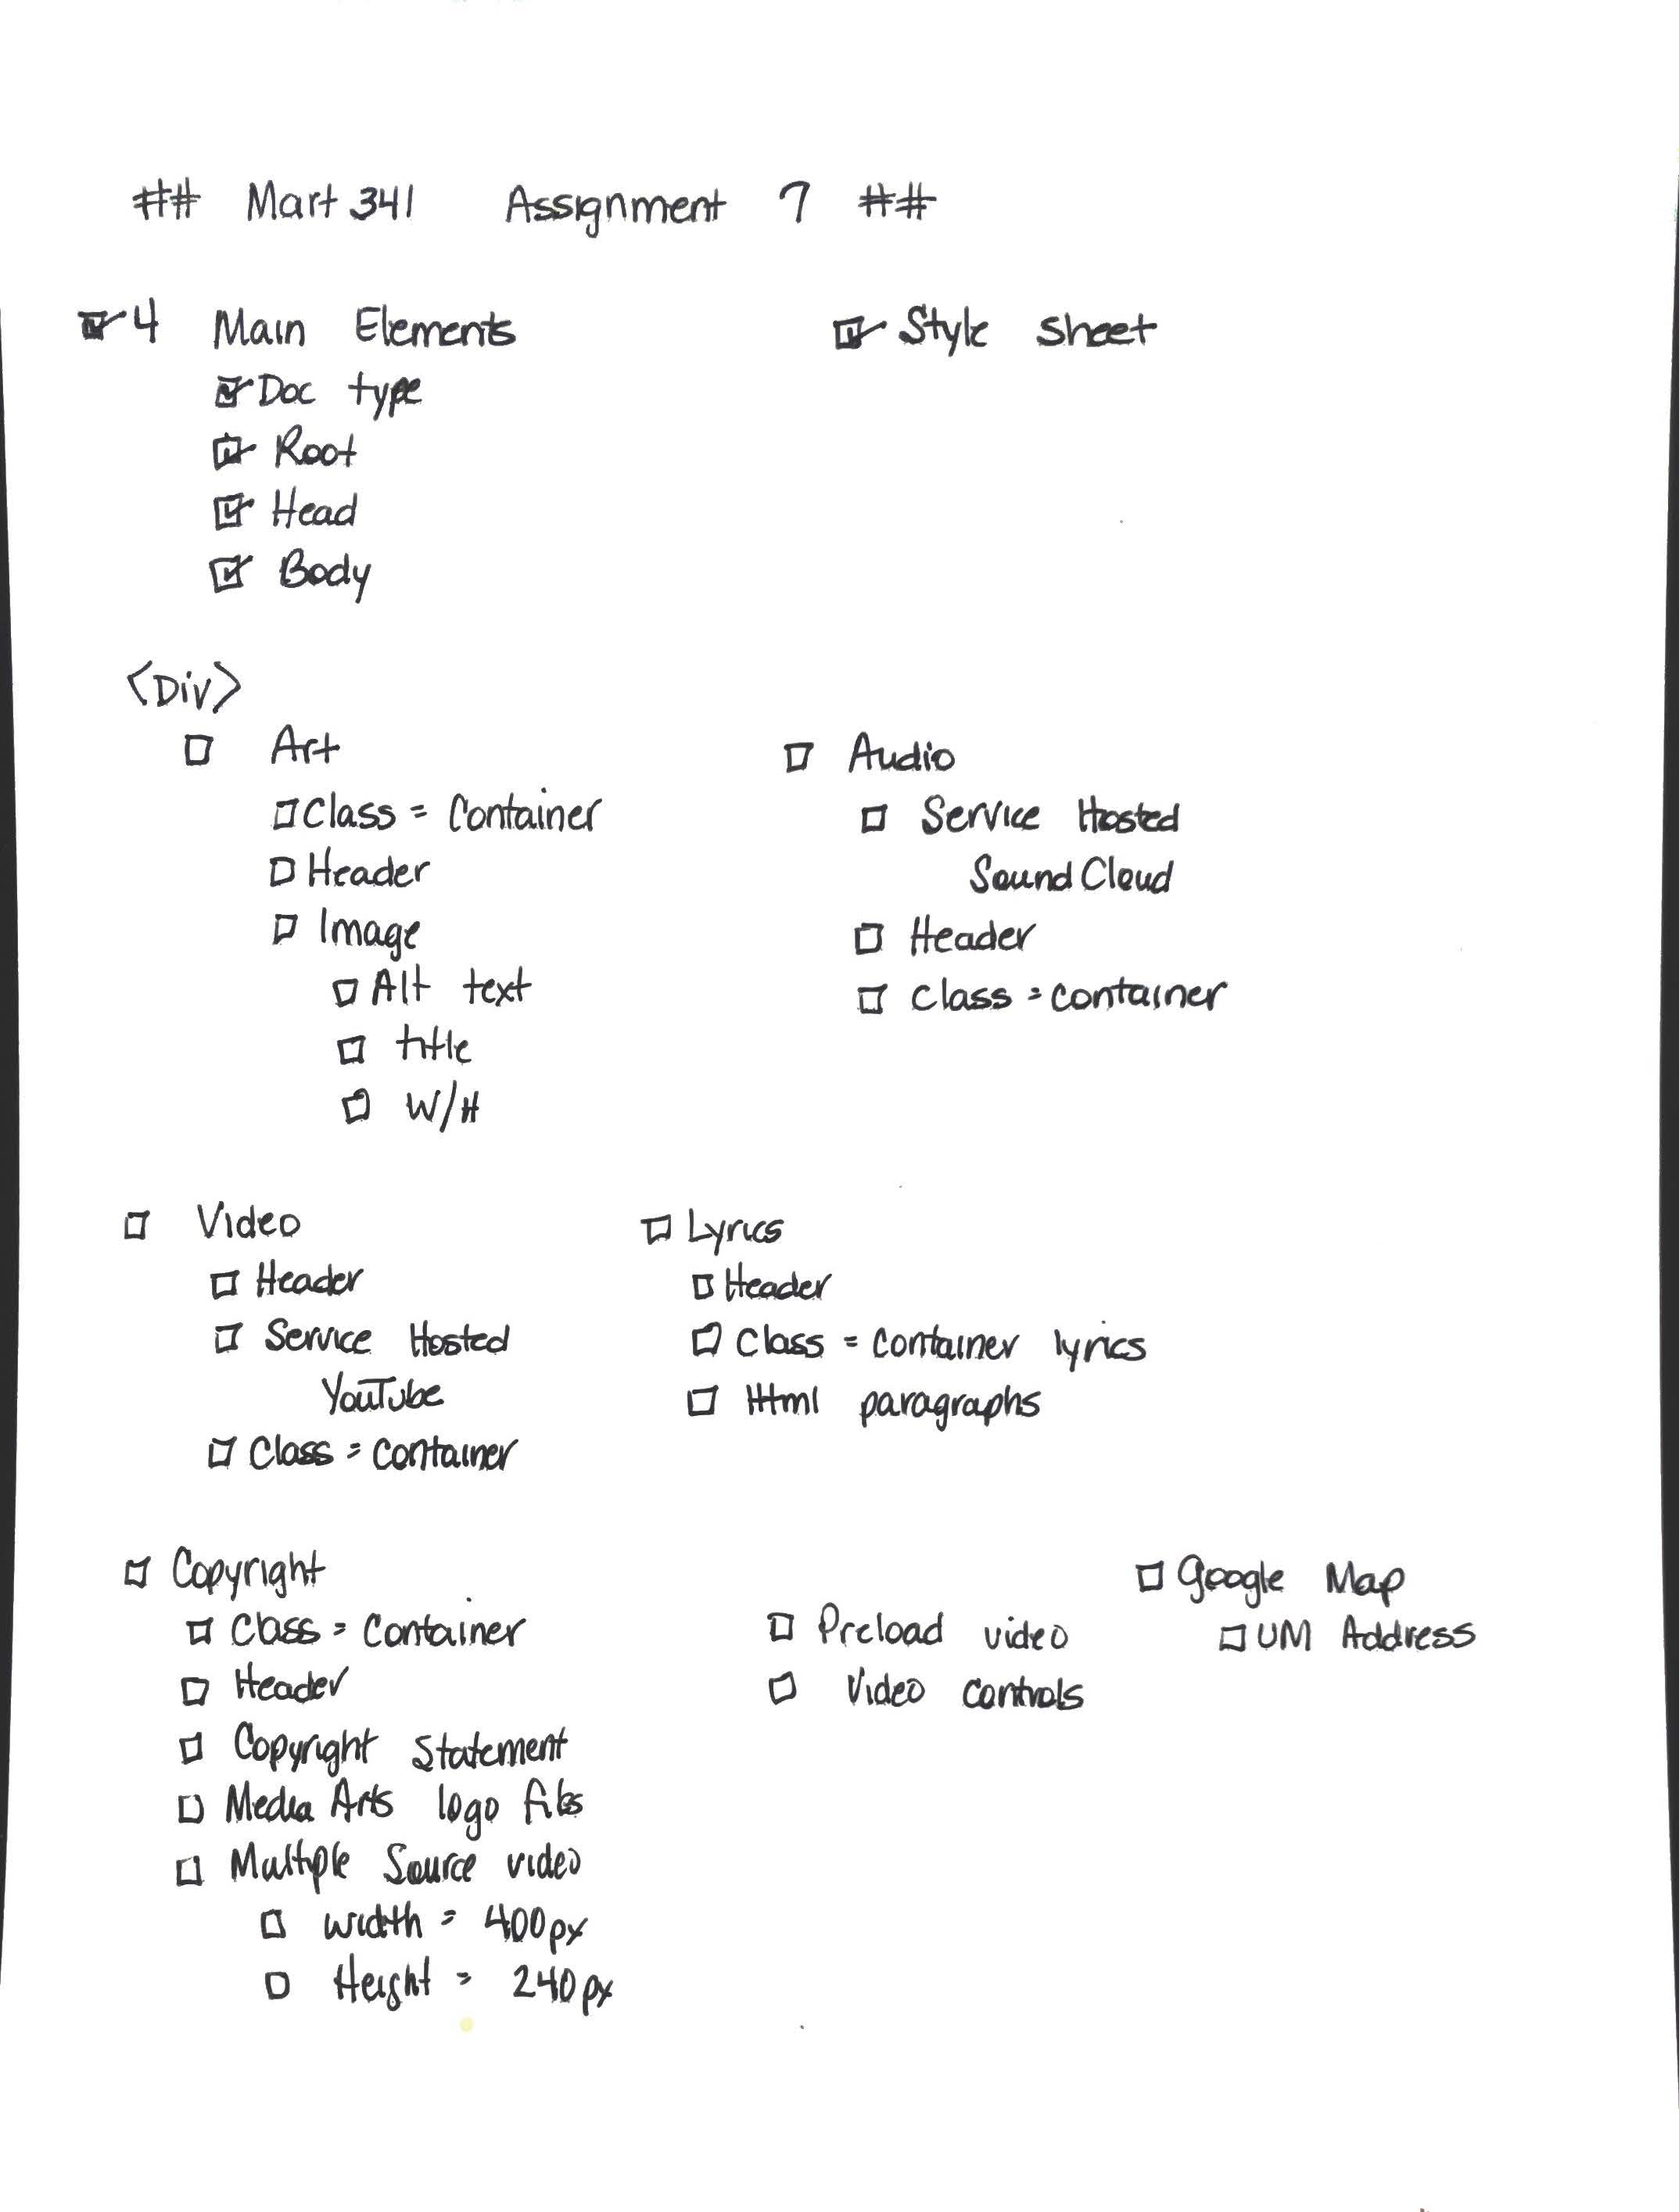 ## Mart 341 Assignment 7 ##
4 Main Elements
Doc type
Root
Head
Body
Style sheet
<Div>
Art
Class = Container
Header
Image
Alt text
title
W/H
Audio
Service Hosted
SoundCloud
Header
Class = container
Video
Header
Service Hosted
YouTube
Class = container
Lyrics
Header
Class = container lyrics
Html paragraphs
Copyright
Class = Container
Header
Copyright Statement
Media Arts logo files
Multiple Source video
width = 400px
Height = 240px
Preload video
Video controls
Google Map
UM Address